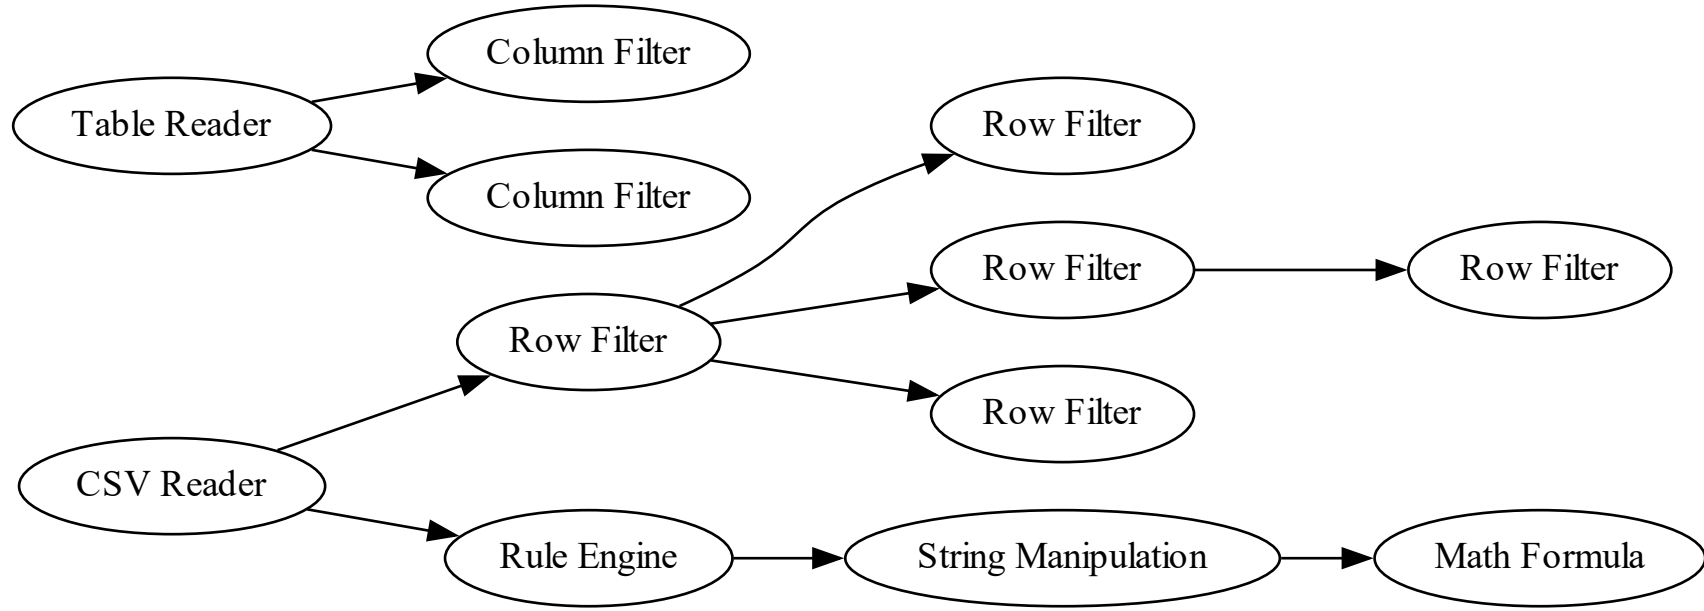 Column Filter
Table Reader
Column Filter
Row Filter
Row Filter
Row Filter
Row Filter
Row Filter
CSV Reader
Rule Engine
String Manipulation
Math Formula